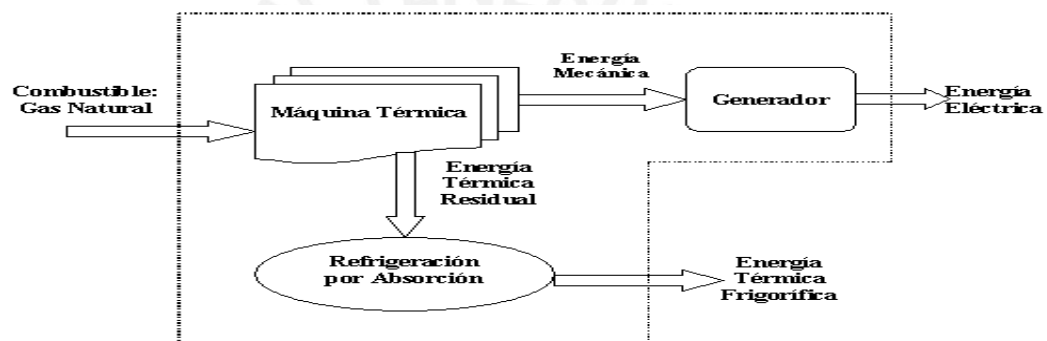 Energía
Mecánica
Combustible:
Gas Natural
Máquina Térmica
Generador
Energía
Eléctrica
Energía
Térmica
Residual
Refrigeración
por Absorción
Energía
Térmica
Frigorífica